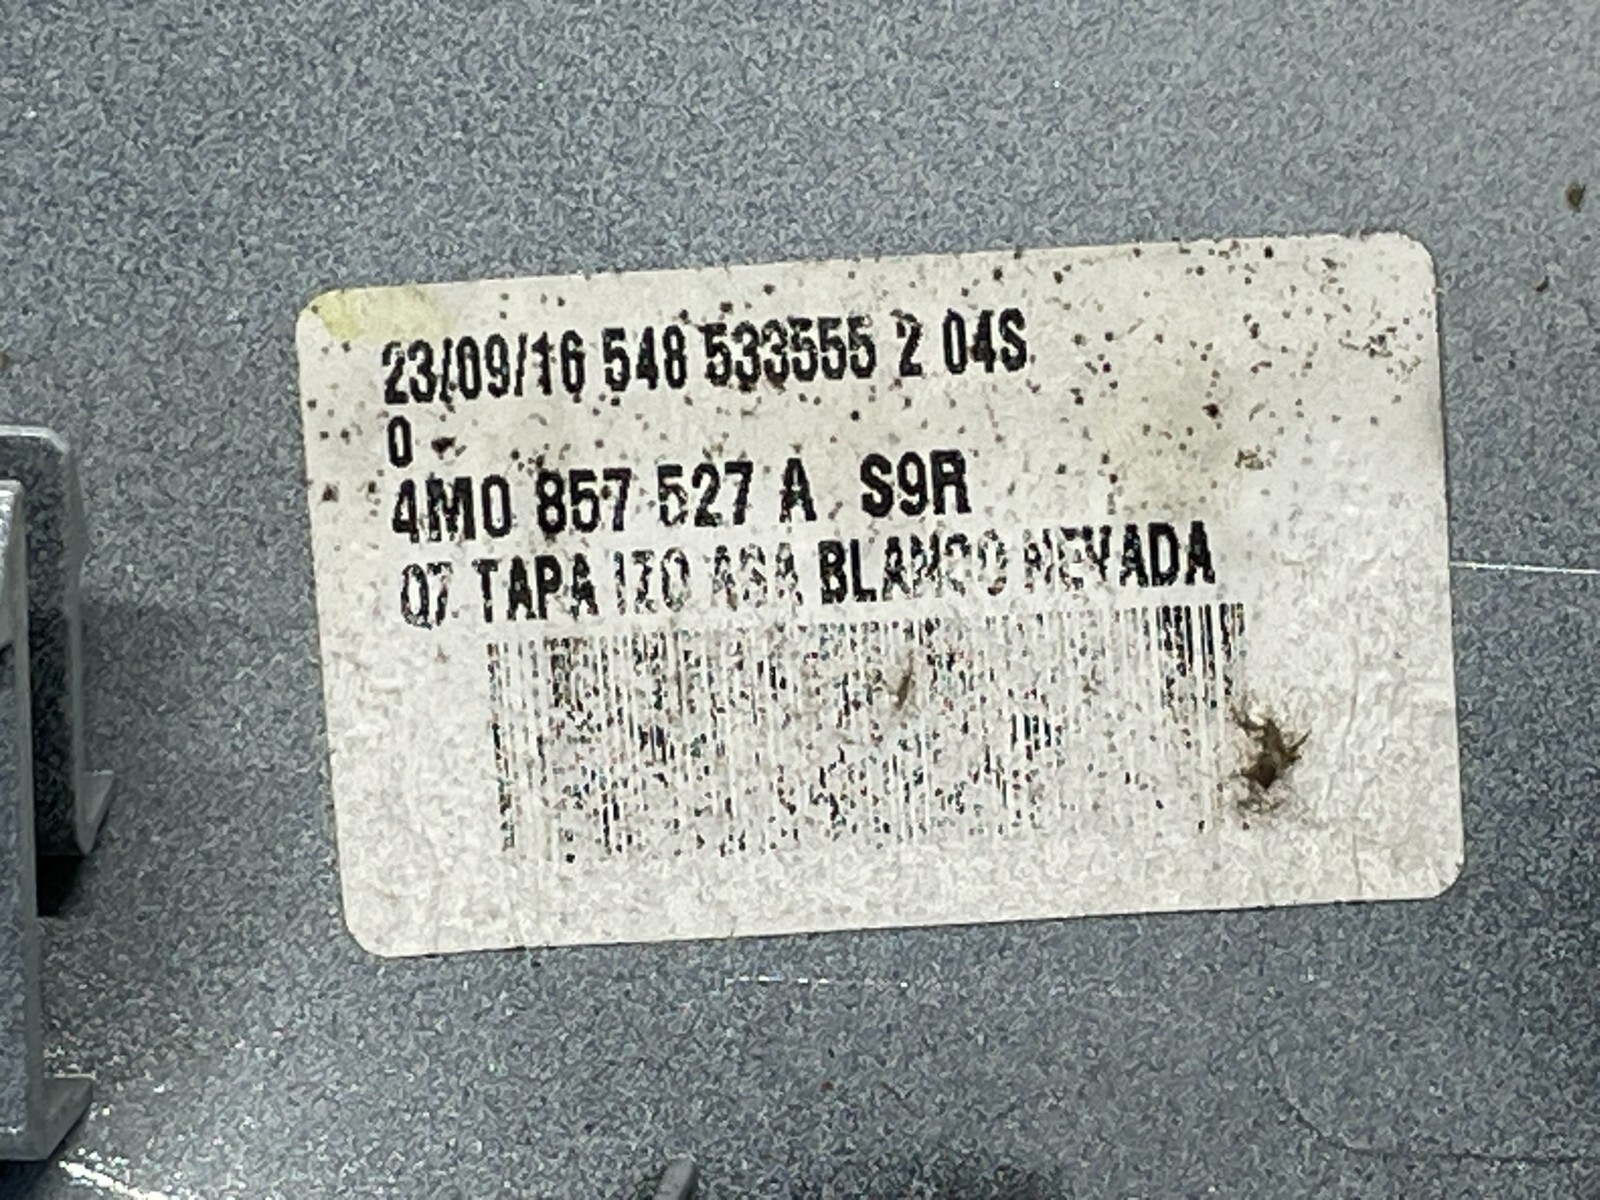 23/09/16 548 533555 2 04S
0
4M0 857 527 A S9R
Q7 TAPA IZQ ASA BLANCO NEVADA